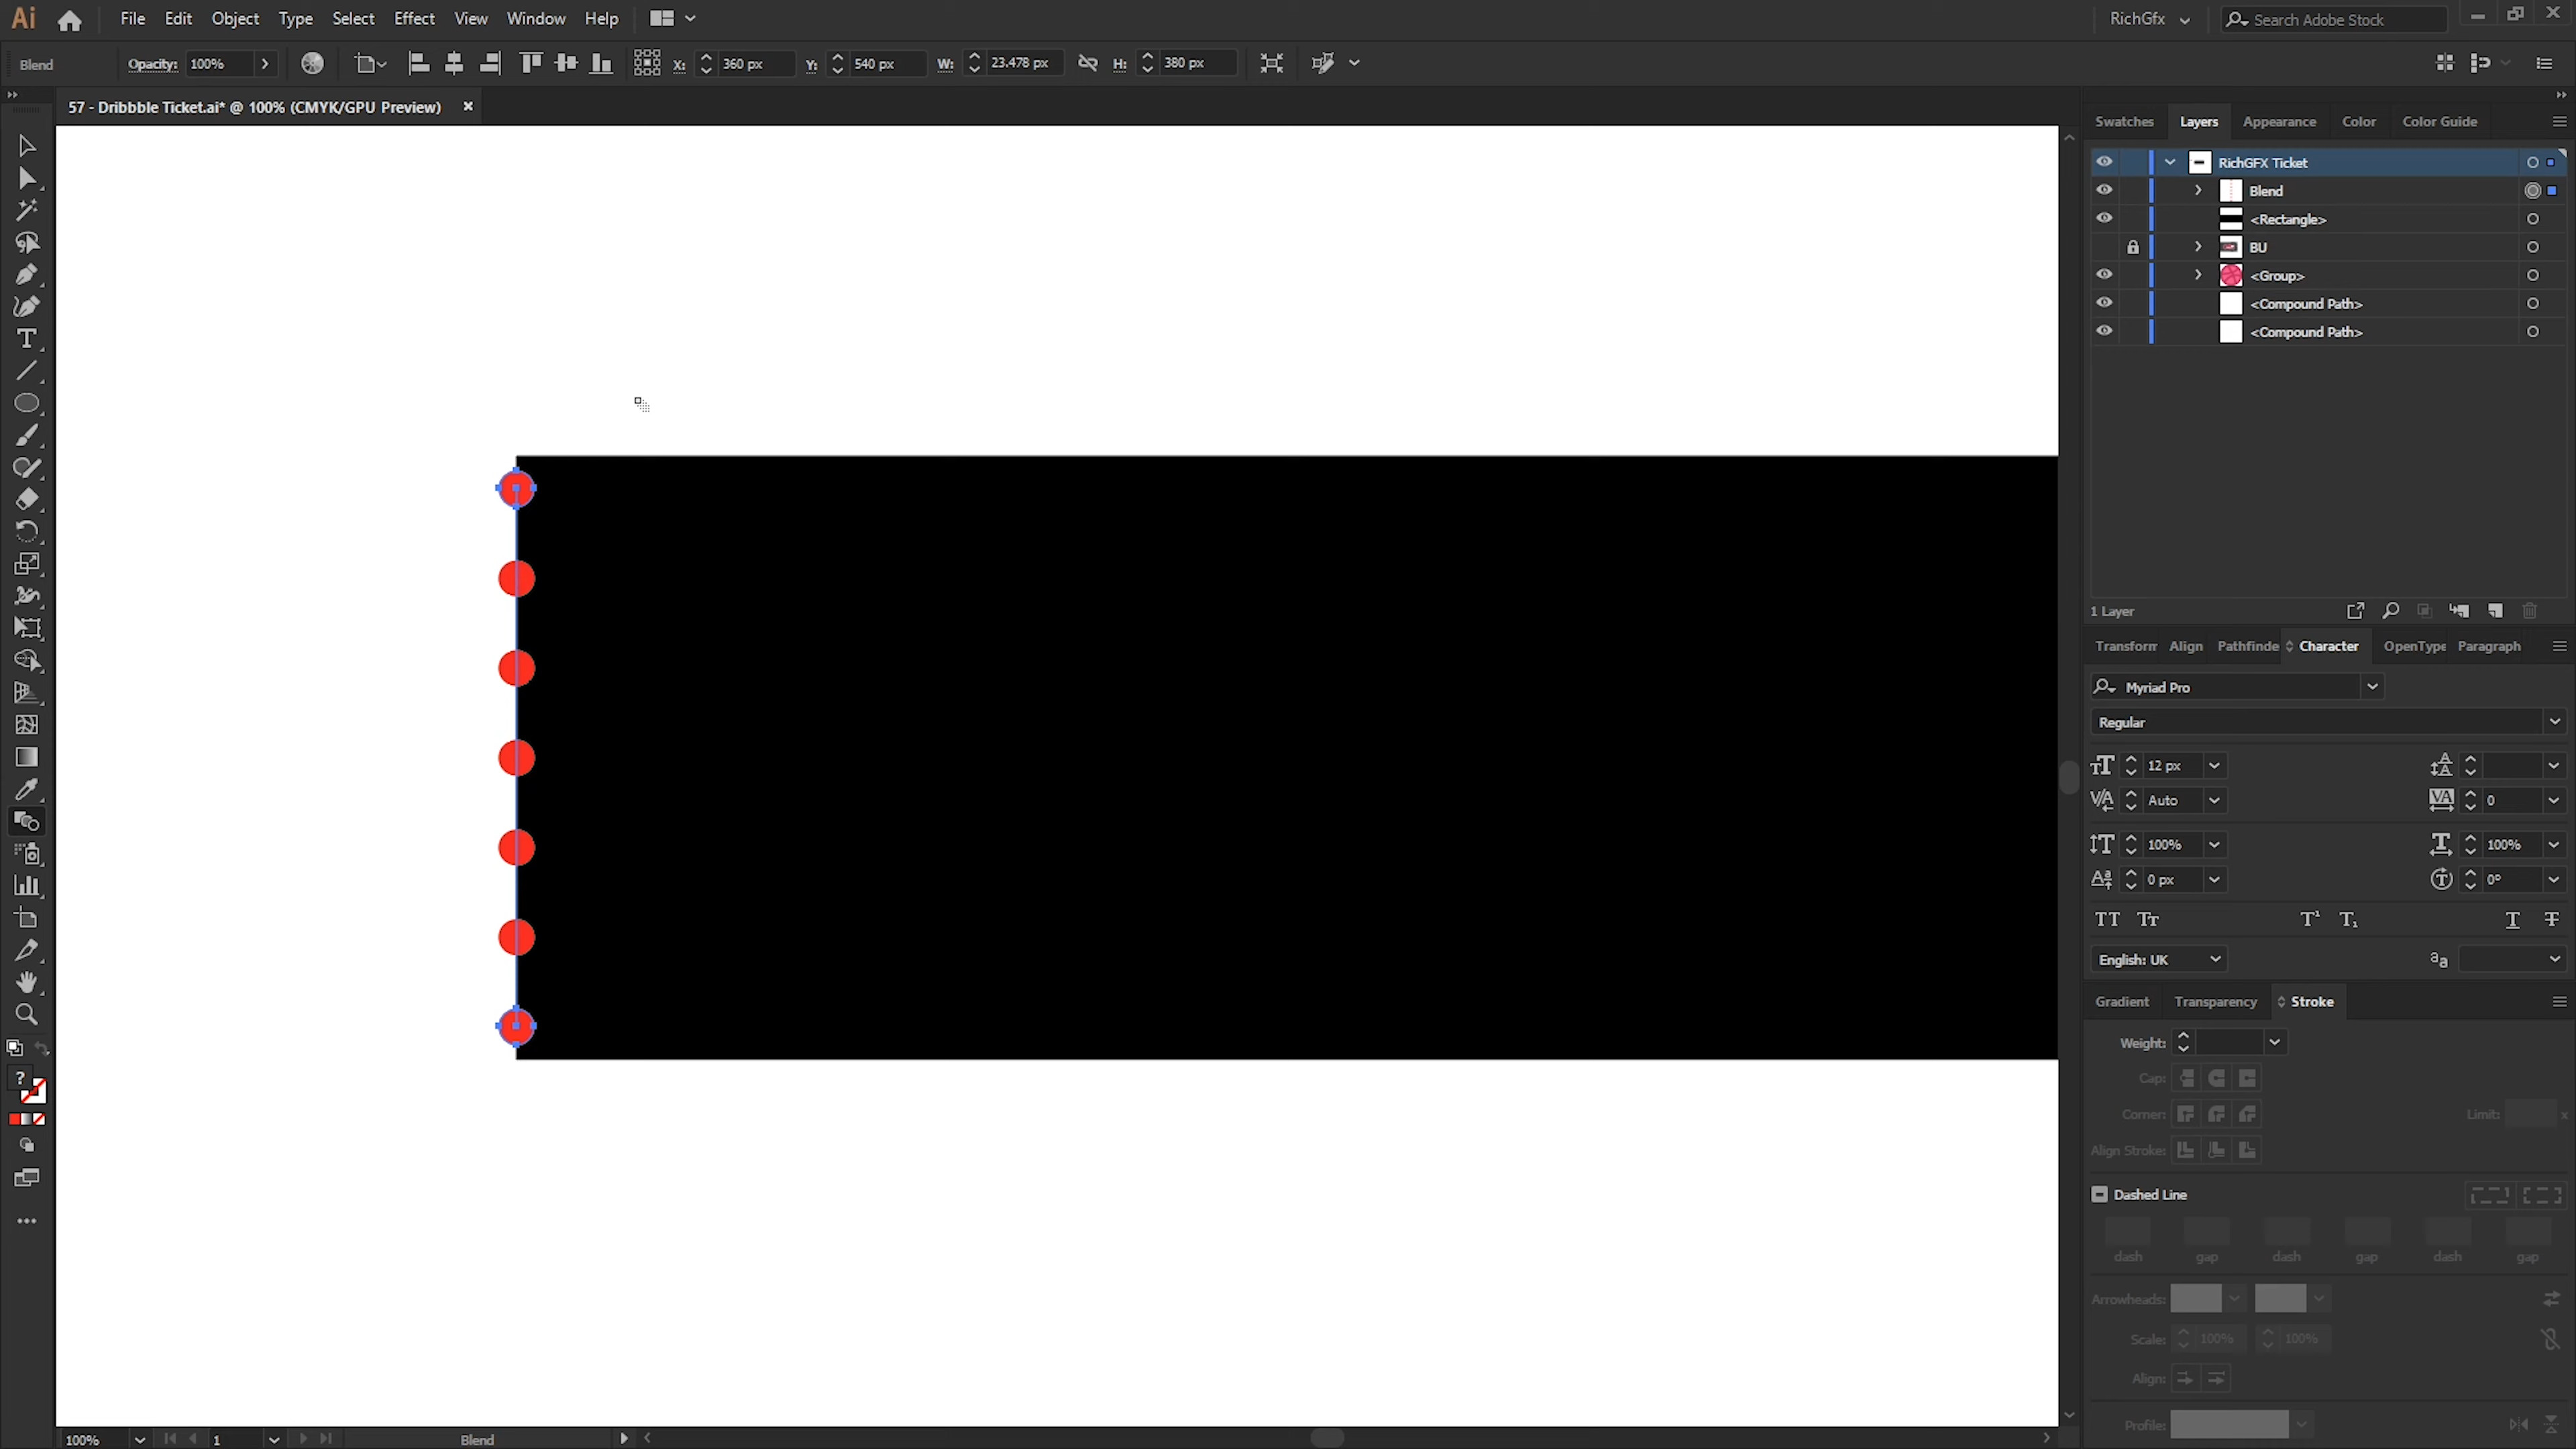 Ai File Edit Object Type Select Effect View Window Help RichGfx Search Adobe Stock
Blend Opacity: 100% X: 360 px Y: 540 px W: 23.478 px H: 380 px
57 - Dribbble Ticket.ai* @ 100% (CMYK/GPU Preview)
Swatches Layers Appearance Color Color Guide
RichGFX Ticket
Blend
<Rectangle>
BU
<Group>
<Compound Path>
<Compound Path>
1 Layer
Transform Align Pathfinde Character OpenType Paragraph
Myriad Pro
Regular
12 px
Auto 0
100% 100%
0 px 0°
English: UK
Gradient Transparency Stroke
Weight:
Cap:
Corner: Limit: x
Align Stroke:
Dashed Line
dash gap dash gap dash gap
Arrowheads:
Scale: 100% 100%
Align:
Profile:
100% 1 Blend